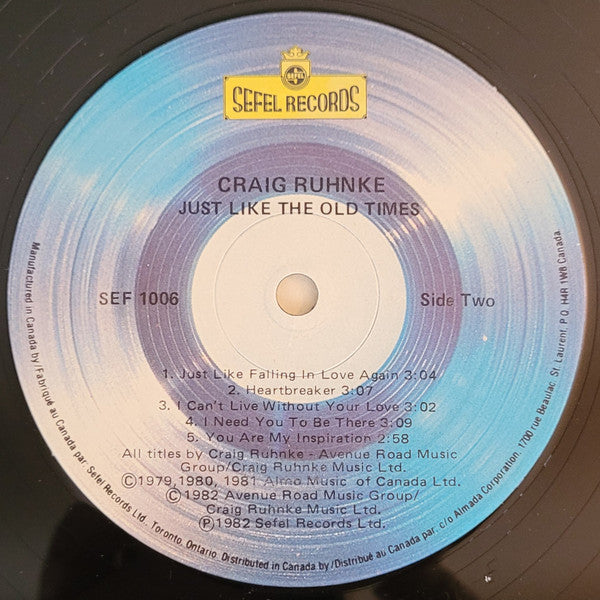 SEFEL
SEFEL RECORDS
CRAIG RUHNKE
JUST LIKE THE OLD TIMES
SEF 1006
Side Two
1. Just Like Falling In Love Again 3:04
2. Heartbreaker 3:07
3. I Can't Live Without Your Love 3:02
4. I Need You To Be There 3:09
5. You Are My Inspiration 2:58
All titles by Craig Ruhnke - Avenue Road Music
Group/Craig Ruhnke Music Ltd.
Ⓒ1979,1980, 1981 Almo Music of Canada Ltd.
Ⓒ1982 Avenue Road Music Group/
Craig Ruhnke Music Ltd.
Ⓟ1982 Sefel Records Ltd.
Manufactured in Canada by/Fabriqué au Canada par: Sefel Records Ltd. Toronto, Ontario. Distributed in Canada by/Distribué au Canada par: c/o Almada Corporation, 1700 rue Beaulac St. Laurent, P.Q. H4R 1W8 Canada.